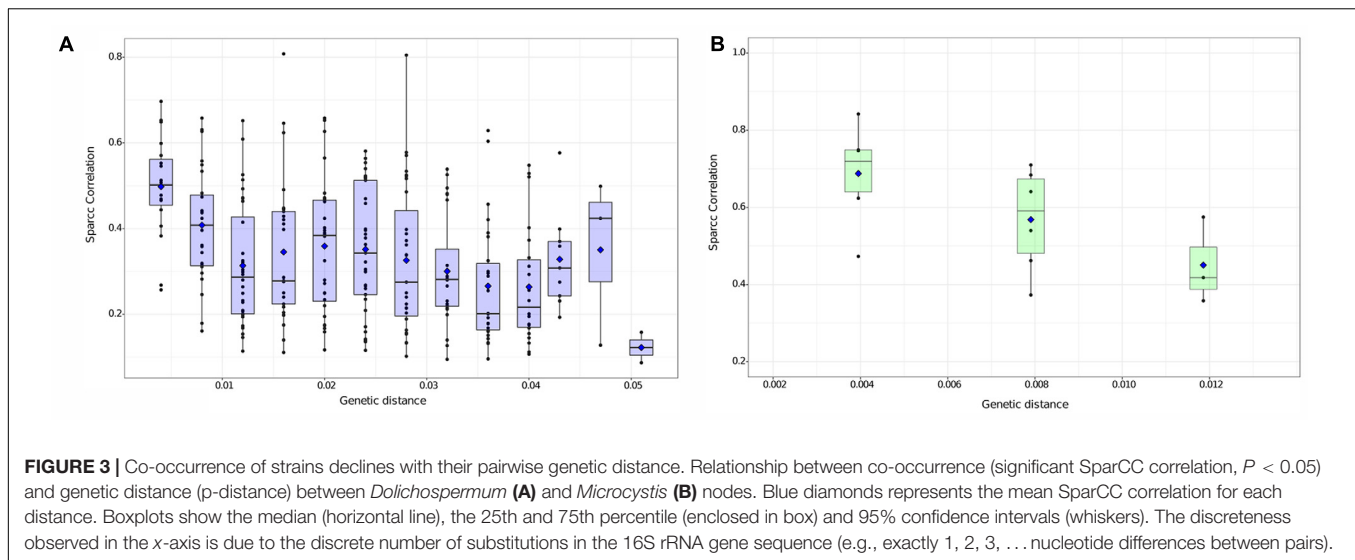 A
B
0.8
0.6
0.4
0.2
Sparcc Correlation
0.01
0.02
0.03
0.04
0.05
Genetic distance
1.0
0.8
0.6
0.4
0.2
Sparcc Correlation
0.002
0.004
0.006
0.008
0.010
0.012
Genetic distance
FIGURE 3 | Co-occurrence of strains declines with their pairwise genetic distance. Relationship between co-occurrence (significant SparCC correlation, P < 0.05)
and genetic distance (p-distance) between Dolichospermum (A) and Microcystis (B) nodes. Blue diamonds represents the mean SparCC correlation for each
distance. Boxplots show the median (horizontal line), the 25th and 75th percentile (enclosed in box) and 95% confidence intervals (whiskers). The discreteness
observed in the x-axis is due to the discrete number of substitutions in the 16S rRNA gene sequence (e.g., exactly 1, 2, 3, ... nucleotide differences between pairs).